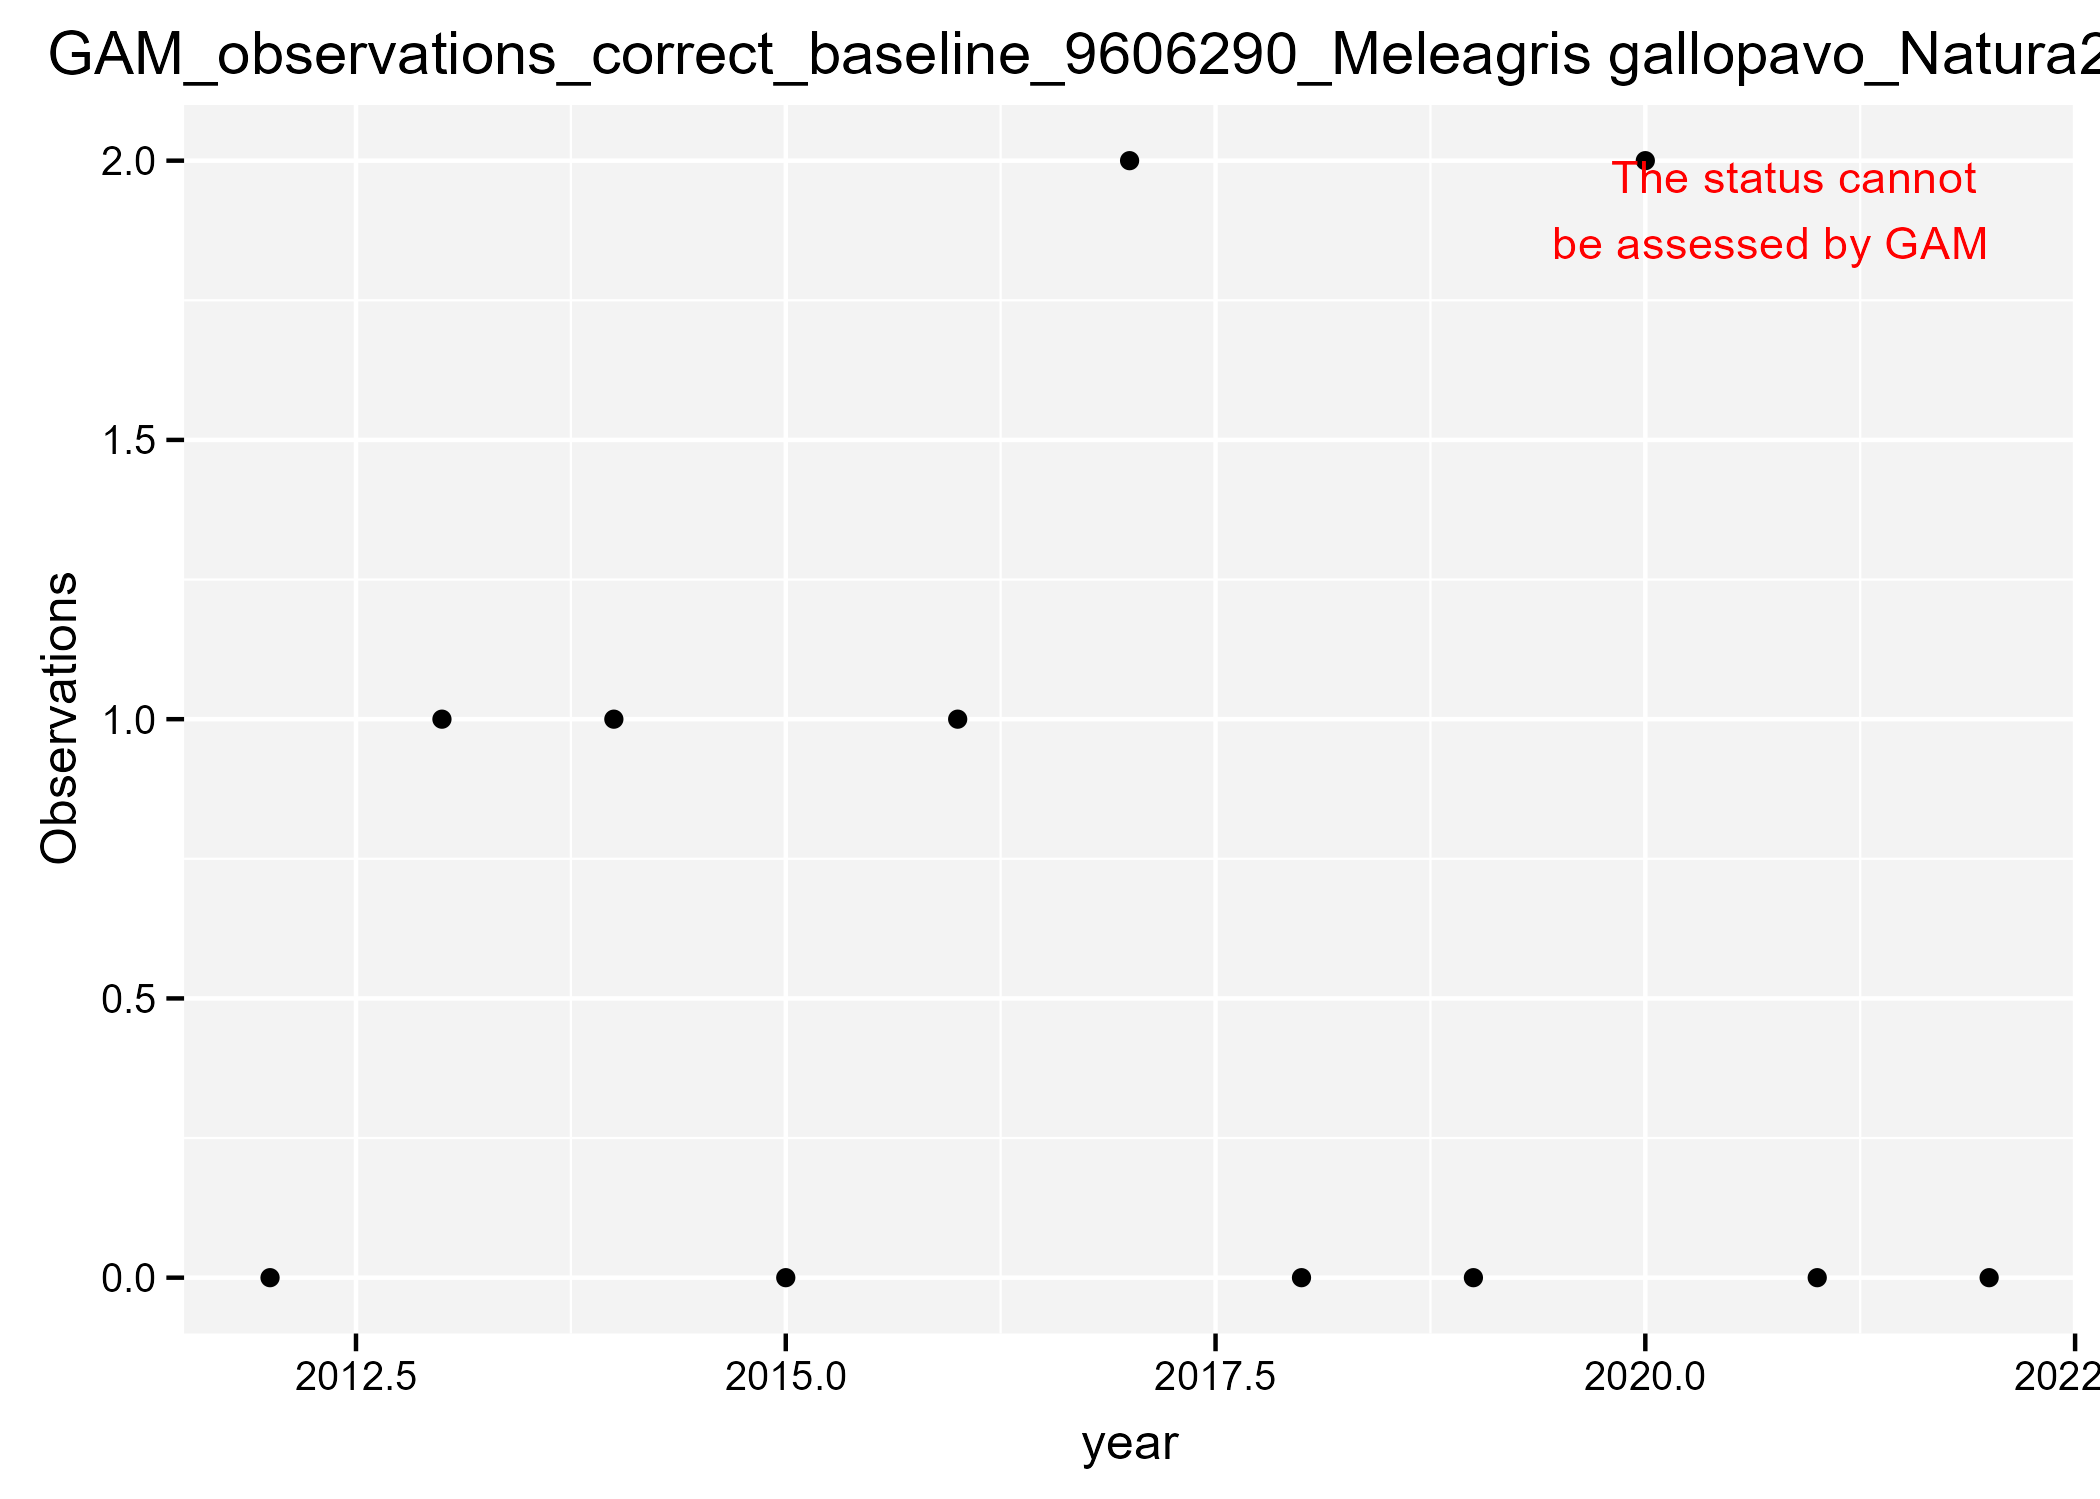 GAM_observations_correct_baseline_9606290_Meleagris gallopavo_Natura2
2.0
The status cannot
be assessed by GAM
1.5
1.0
0.5
0.0
Observations
2012.5 2015.0 2017.5 2020.0 2022
year